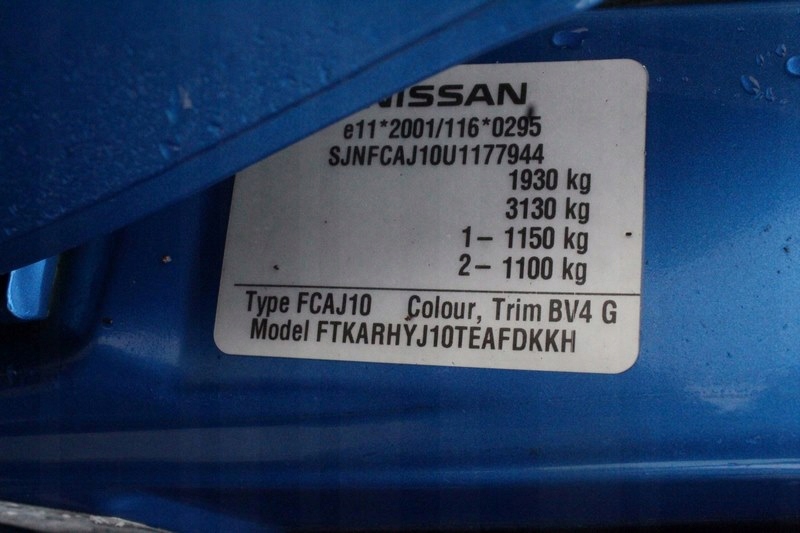 NISSAN
e11*2001/116*0295
SJNFCAJ10U1177944
1930 kg
3130 kg
1 – 1150 kg
2 – 1100 kg
Type FCAJ10 Colour, Trim BV4 G
Model FTKARHYJ10TEAFDKKH